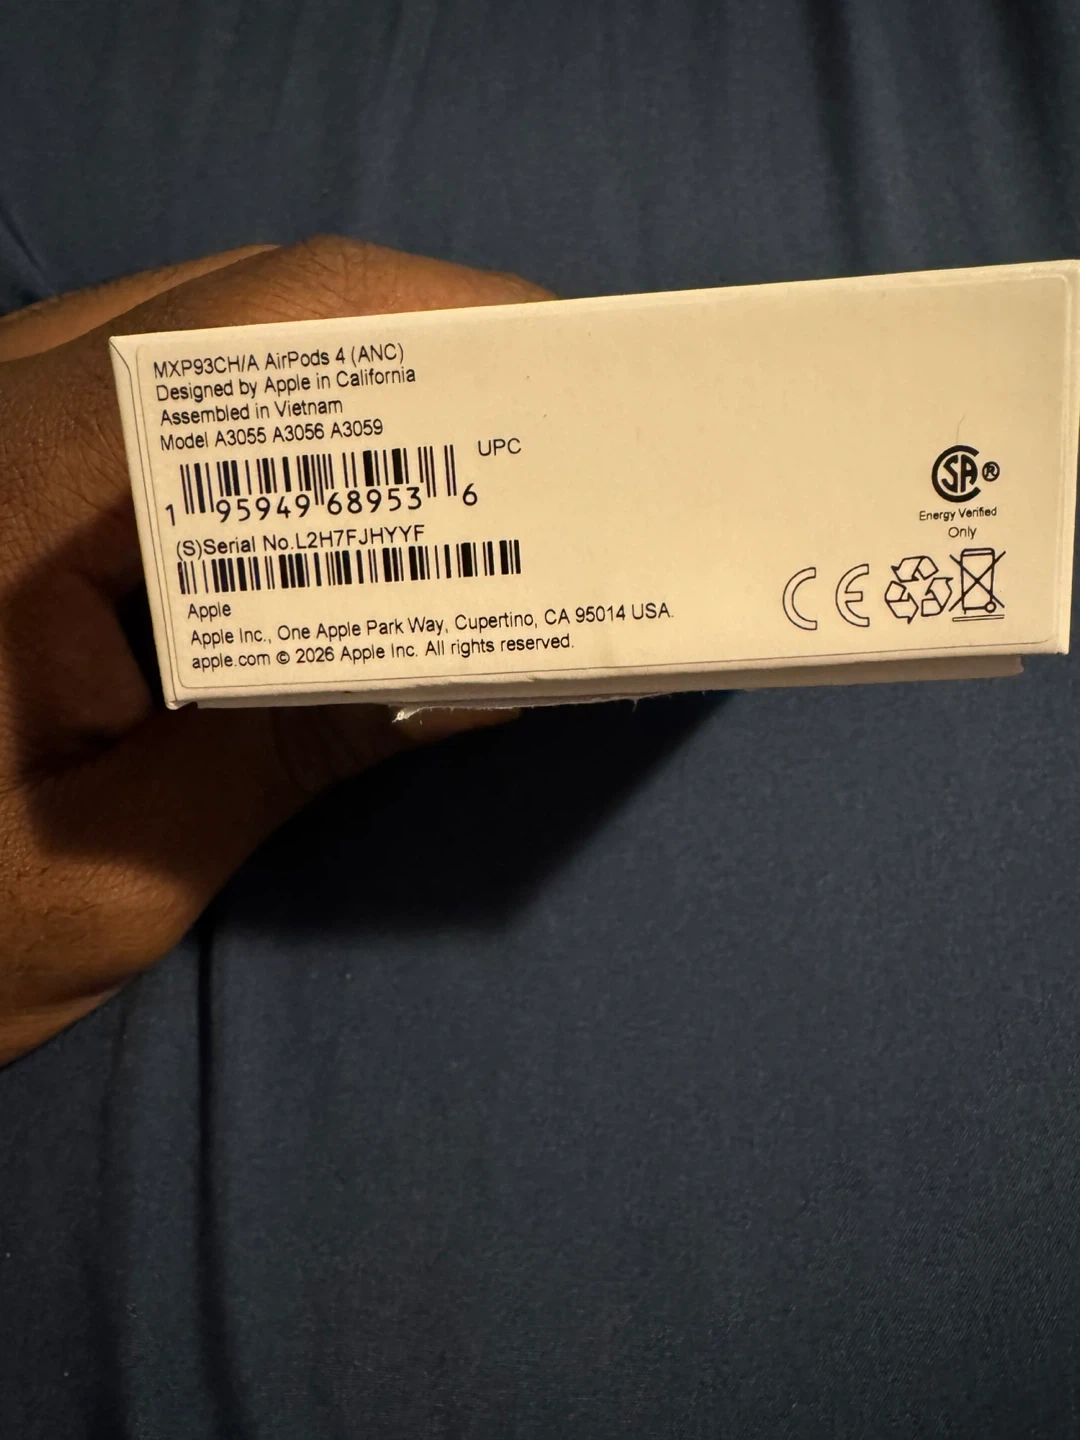 MXP93CH/A AirPods 4 (ANC)
Designed by Apple in California
Assembled in Vietnam
Model A3055 A3056 A3059
UPC
1 95949 68953 6
(S)Serial No.L2H7FJHYYF
Apple
Apple Inc., One Apple Park Way, Cupertino, CA 95014 USA.
apple.com © 2026 Apple Inc. All rights reserved.
SA®
Energy Verified
Only
CE